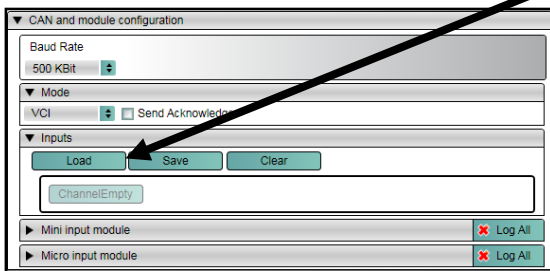 CAN and module configuration
Baud Rate
500 KBit
Mode
VCI Send Acknowledge
Inputs
Load Save Clear
ChannelEmpty
Mini input module Log All
Micro input module Log All